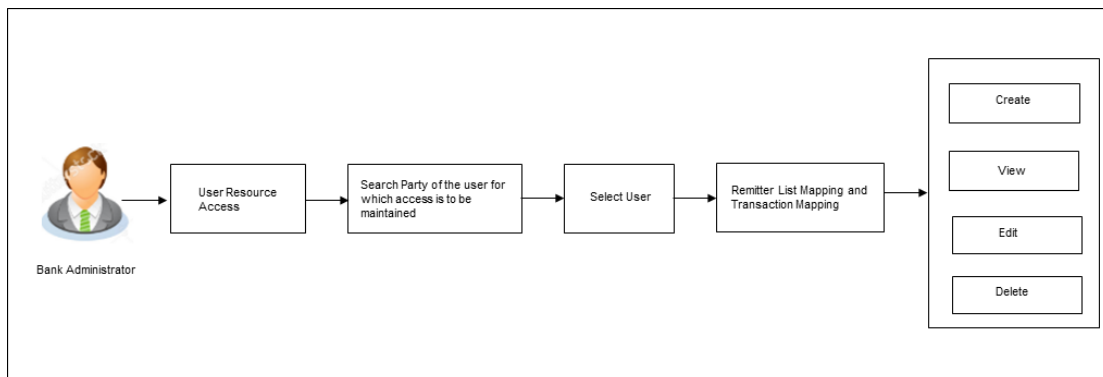 Bank Administrator
User Resource
Access
Search Party of the user for
which access is to be
maintained
Select User
Remitter List Mapping and
Transaction Mapping
Create
View
Edit
Delete